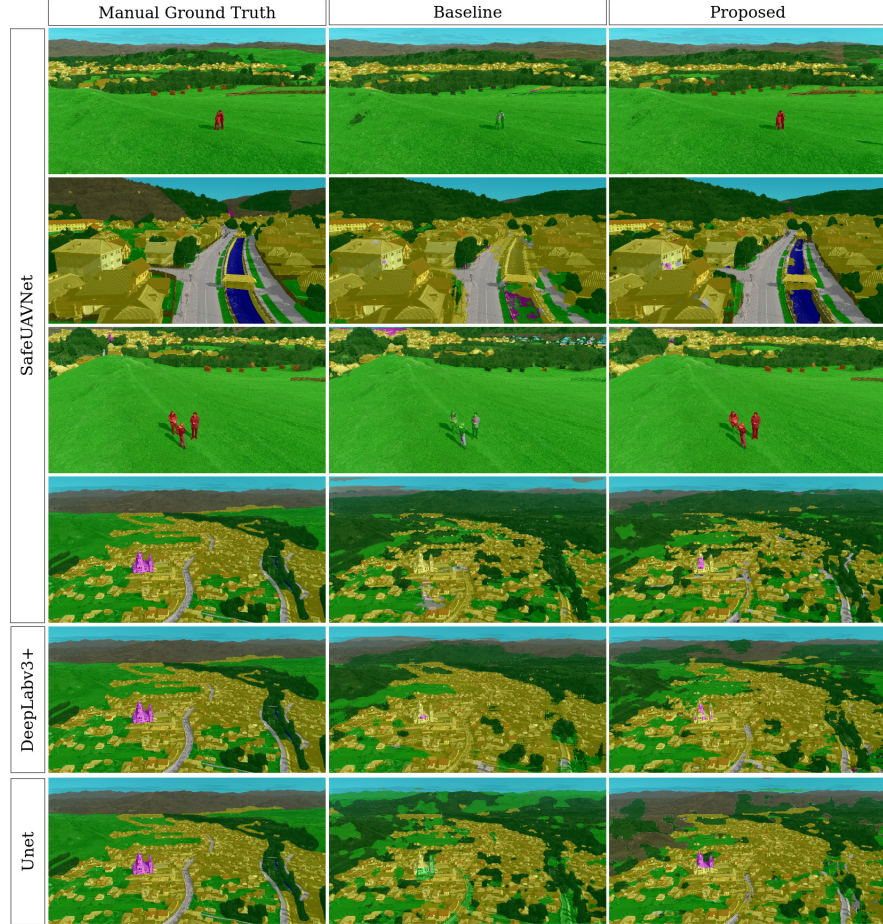 Manual Ground Truth
Baseline
Proposed
SafeUAVNet
DeepLabv3+
Unet